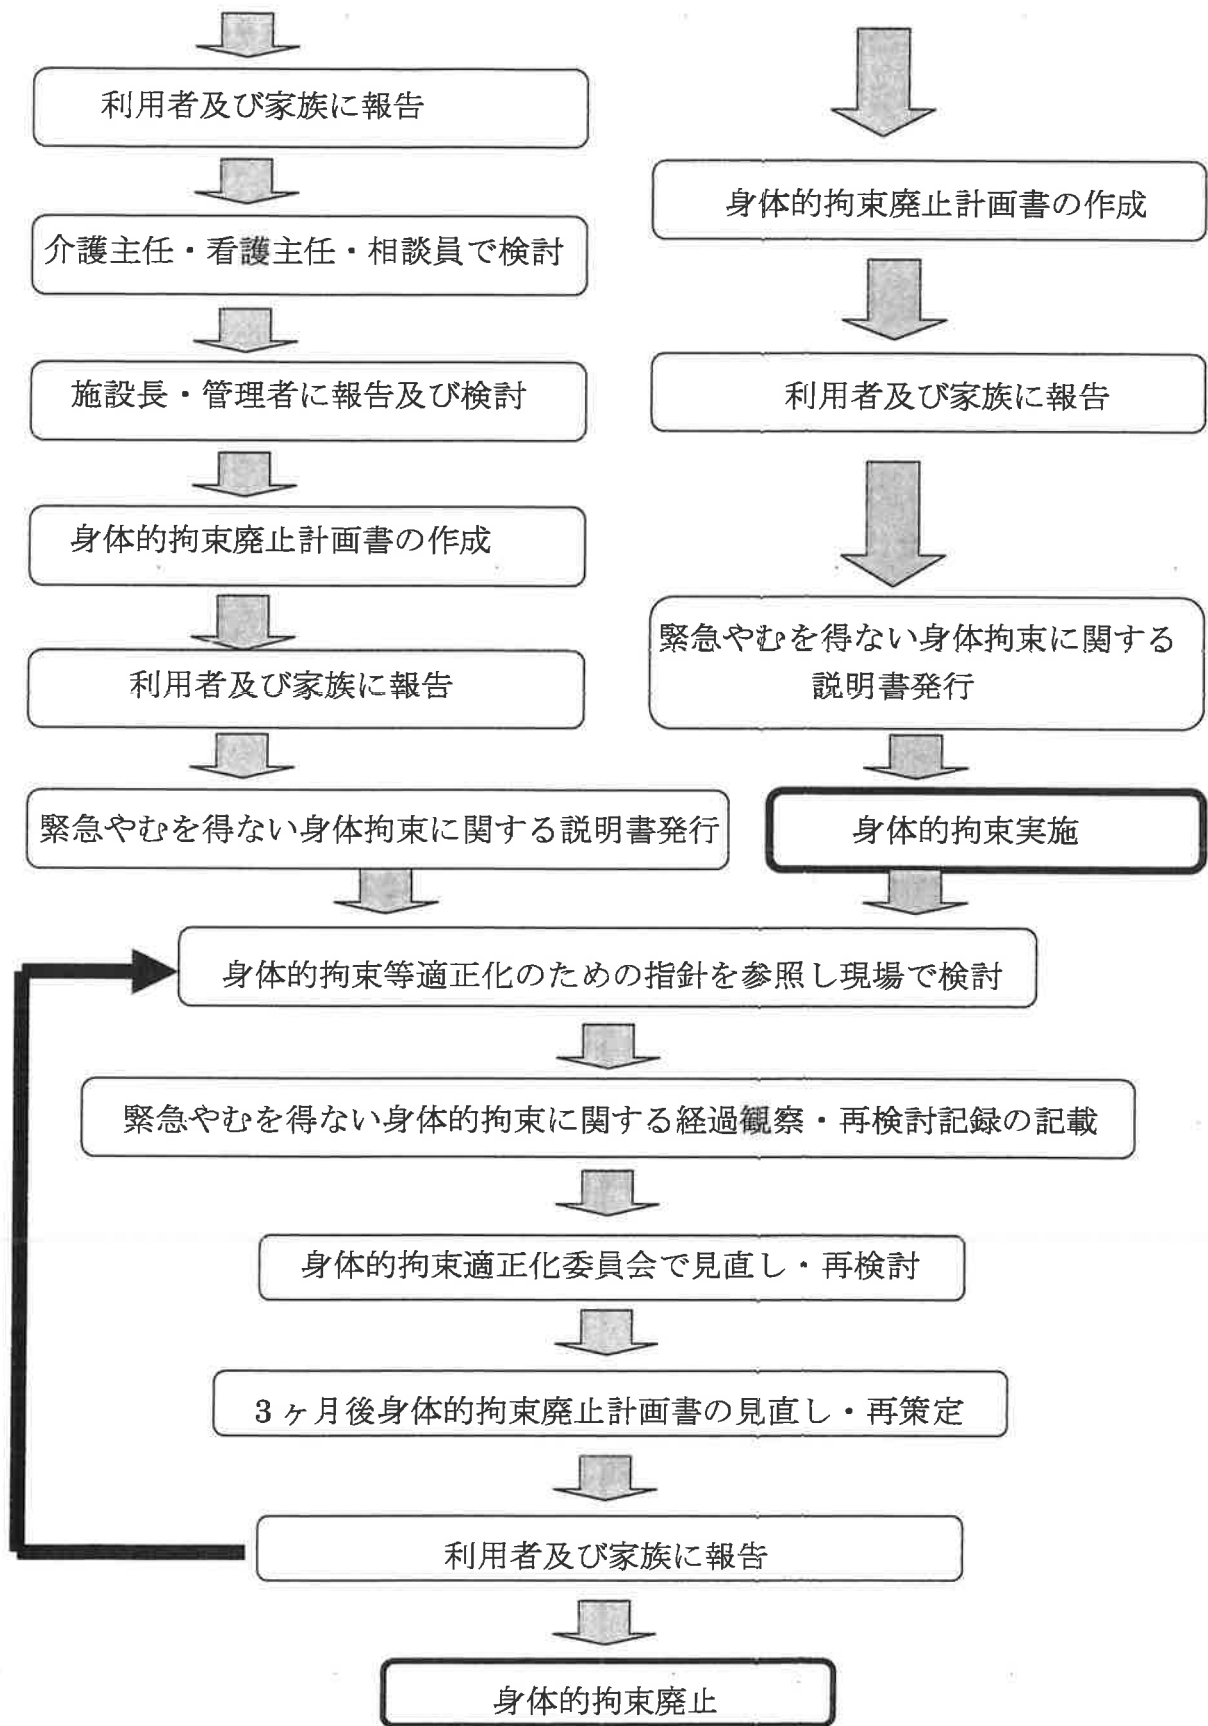 利用者及び家族に報告
介護主任・看護主任・相談員で検討
施設長・管理者に報告及び検討
身体的拘束廃止計画書の作成
利用者及び家族に報告
緊急やむを得ない身体拘束に関する説明書発行
身体的拘束廃止計画書の作成
利用者及び家族に報告
緊急やむを得ない身体拘束に関する
説明書発行
身体的拘束実施
身体的拘束等適正化のための指針を参照し現場で検討
緊急やむを得ない身体的拘束に関する経過観察・再検討記録の記載
身体的拘束適正化委員会で見直し・再検討
3ヶ月後身体的拘束廃止計画書の見直し・再策定
利用者及び家族に報告
身体的拘束廃止